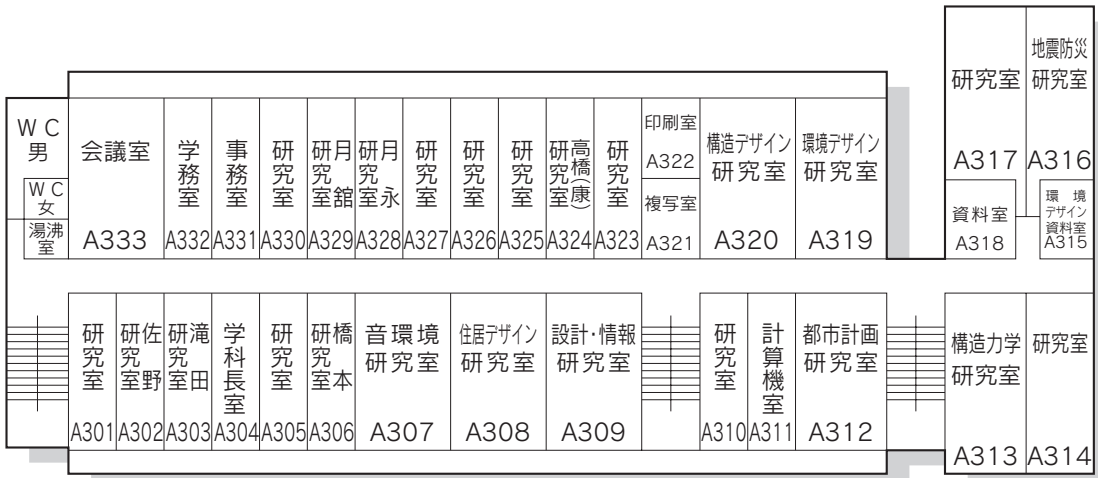 WC
男
WC
女
湯沸
室
会議室
A333
学務室
A332
事務室
A331
研究室
A330
月舘
研究室
A329
月永
研究室
A328
研究室
A327
研究室
A326
研究室
A325
高橋(康)
研究室
A324
研究室
A323
印刷室
A322
複写室
A321
構造デザイン
研究室
A320
環境デザイン
研究室
A319
研究室
A317
地震防災
研究室
A316
資料室
A318
環境
デザイン
資料室
A315
研究室
A301
佐野
研究室
A302
滝田
研究室
A303
学科長室
A304
研究室
A305
橋本
研究室
A306
音環境
研究室
A307
住居デザイン
研究室
A308
設計・情報
研究室
A309
研究室
A310
計算機室
A311
都市計画
研究室
A312
構造力学
研究室
A313
研究室
A314